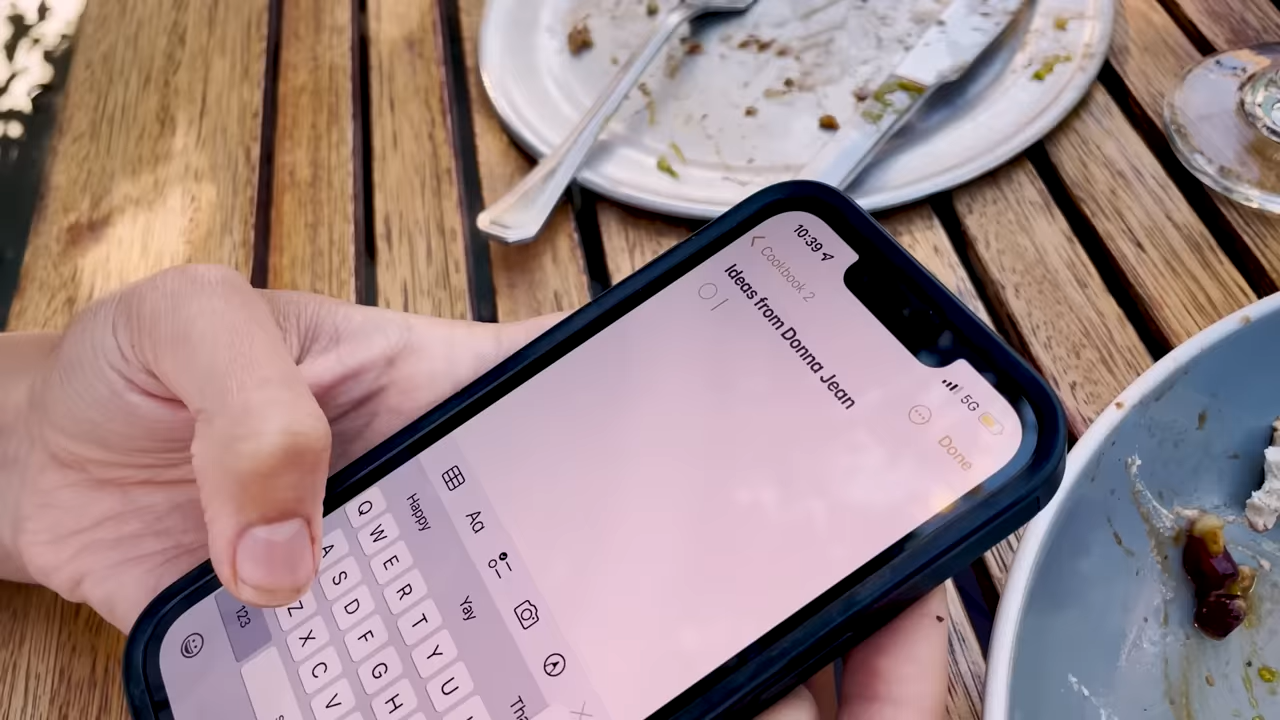 10:39
5G
Cookbook 2
Done
Ideas from Donna Jean
Aa
Happy
Yay
Q W E R T Y U
A S D F G H
Z X C V
123